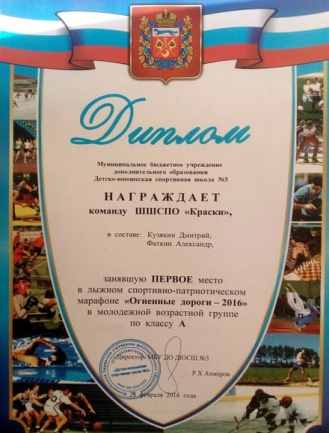 Диплом
Муниципальное бюджетное учреждение
дополнительного образования
Детско-юношеская спортивная школа №3
НАГРАЖДАЕТ
команду ШШСПО «Краски»,
в составе: Кузякин Дмитрий,
Фаткин Александр,
занявшую ПЕРВОЕ место
в лыжном спортивно-патриотическом
марафоне «Огненные дороги – 2016»
в молодежной возрастной группе
по классу А
Директор МБУ ДО ДЮСШ №3
Р.Х Ахмеров
февраля 2016 года